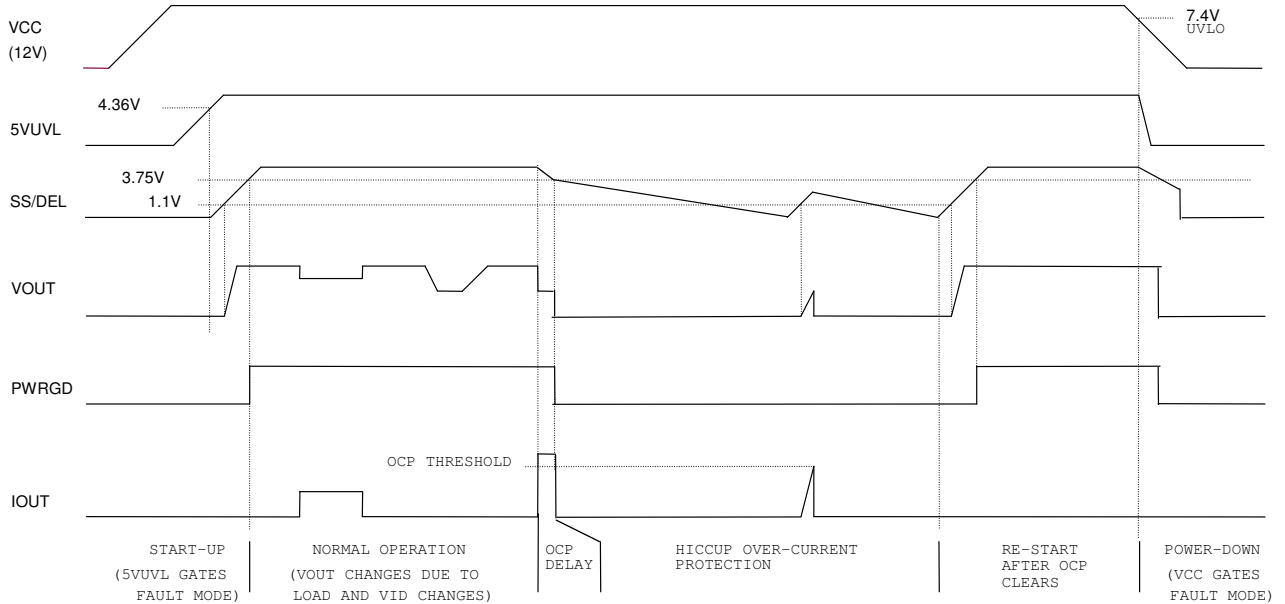 VCC
(12V)
7.4V
UVLO
4.36V
5VUVL
3.75V
SS/DEL
1.1V
VOUT
PWRGD
OCP THRESHOLD
IOUT
START-UP
(5VUVL GATES
FAULT MODE)
NORMAL OPERATION
(VOUT CHANGES DUE TO
LOAD AND VID CHANGES)
OCP
DELAY
HICCUP OVER-CURRENT
PROTECTION
RE-START
AFTER OCP
CLEARS
POWER-DOWN
(VCC GATES
FAULT MODE)